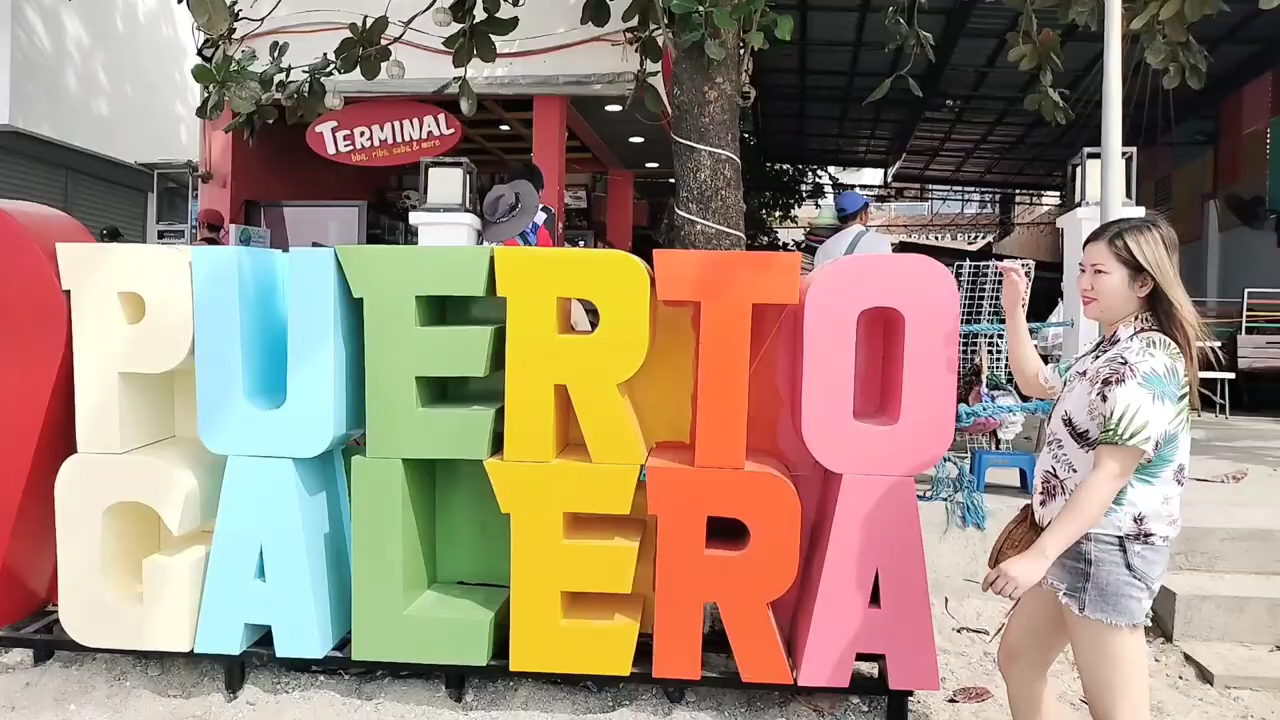 TERMINAL
bbq, ribs, subs, & more
PUERTO
GALERA